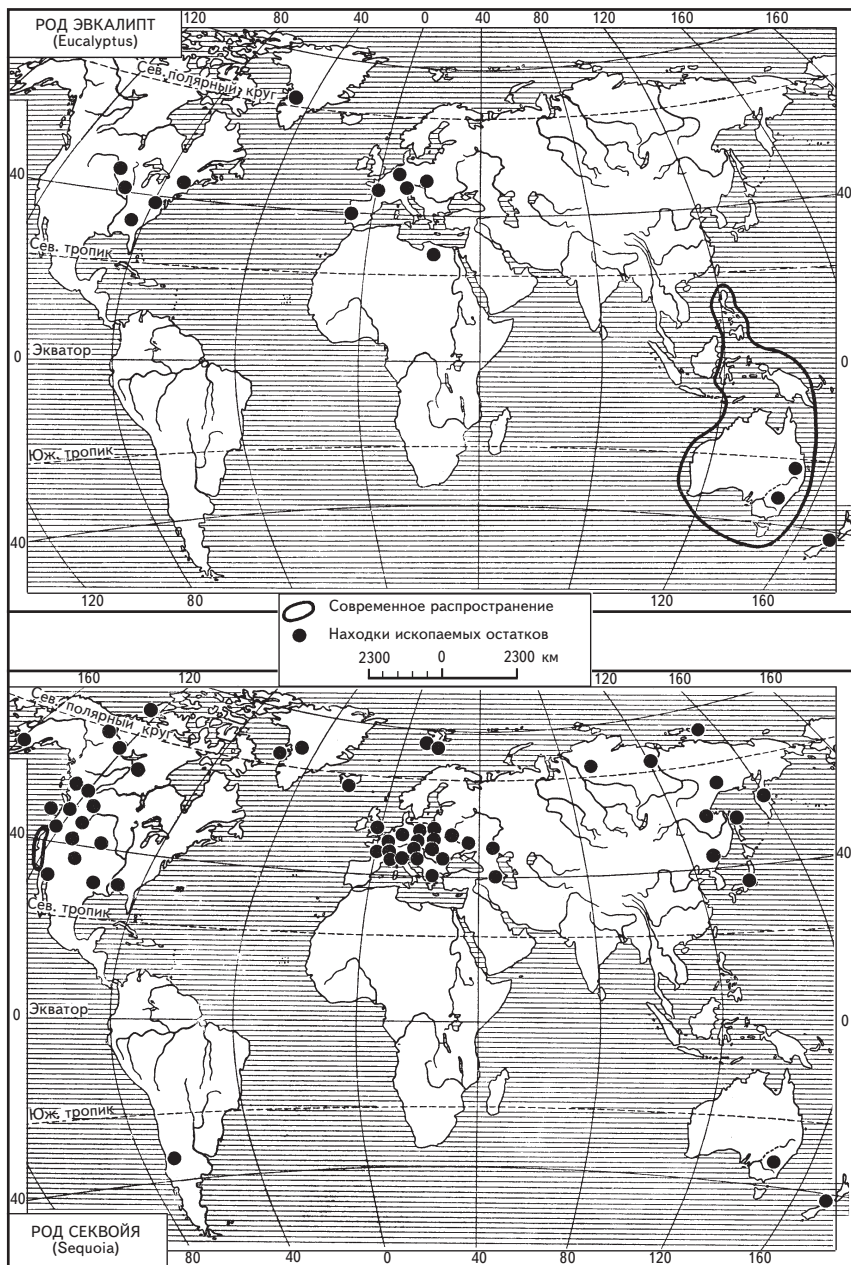 РОД ЭВКАЛИПТ
(Eucalyptus)
120 80 40 0 40 80 120 160 160
Сев. полярный круг
40 40
Сев. тропик
0 Экватор 0
Юж. тропик
40
120 80 120 160
Современное распространение
Находки ископаемых остатков
2300 0 2300 км
160 120 120 160 160
Сев. полярный круг
40 40
Сев. тропик
0 Экватор 0
Юж. тропик
40 40
РОД СЕКВОЙЯ
(Sequoia)
80 40 0 40 80 120 160